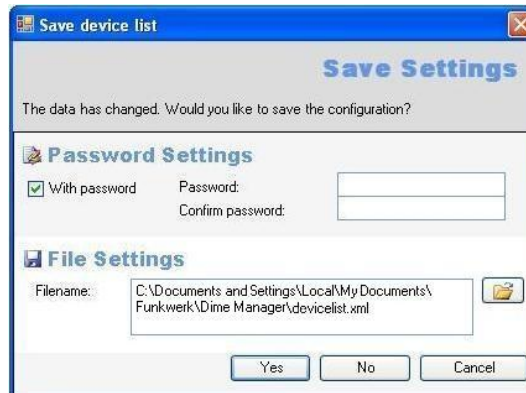 Save device list
Save Settings
The data has changed. Would you like to save the configuration?
Password Settings
With password
Password:
Confirm password:
File Settings
Filename:
C:\Documents and Settings\Local\My Documents\
Funkwerk\Dime Manager\devicelist.xml
Yes No Cancel